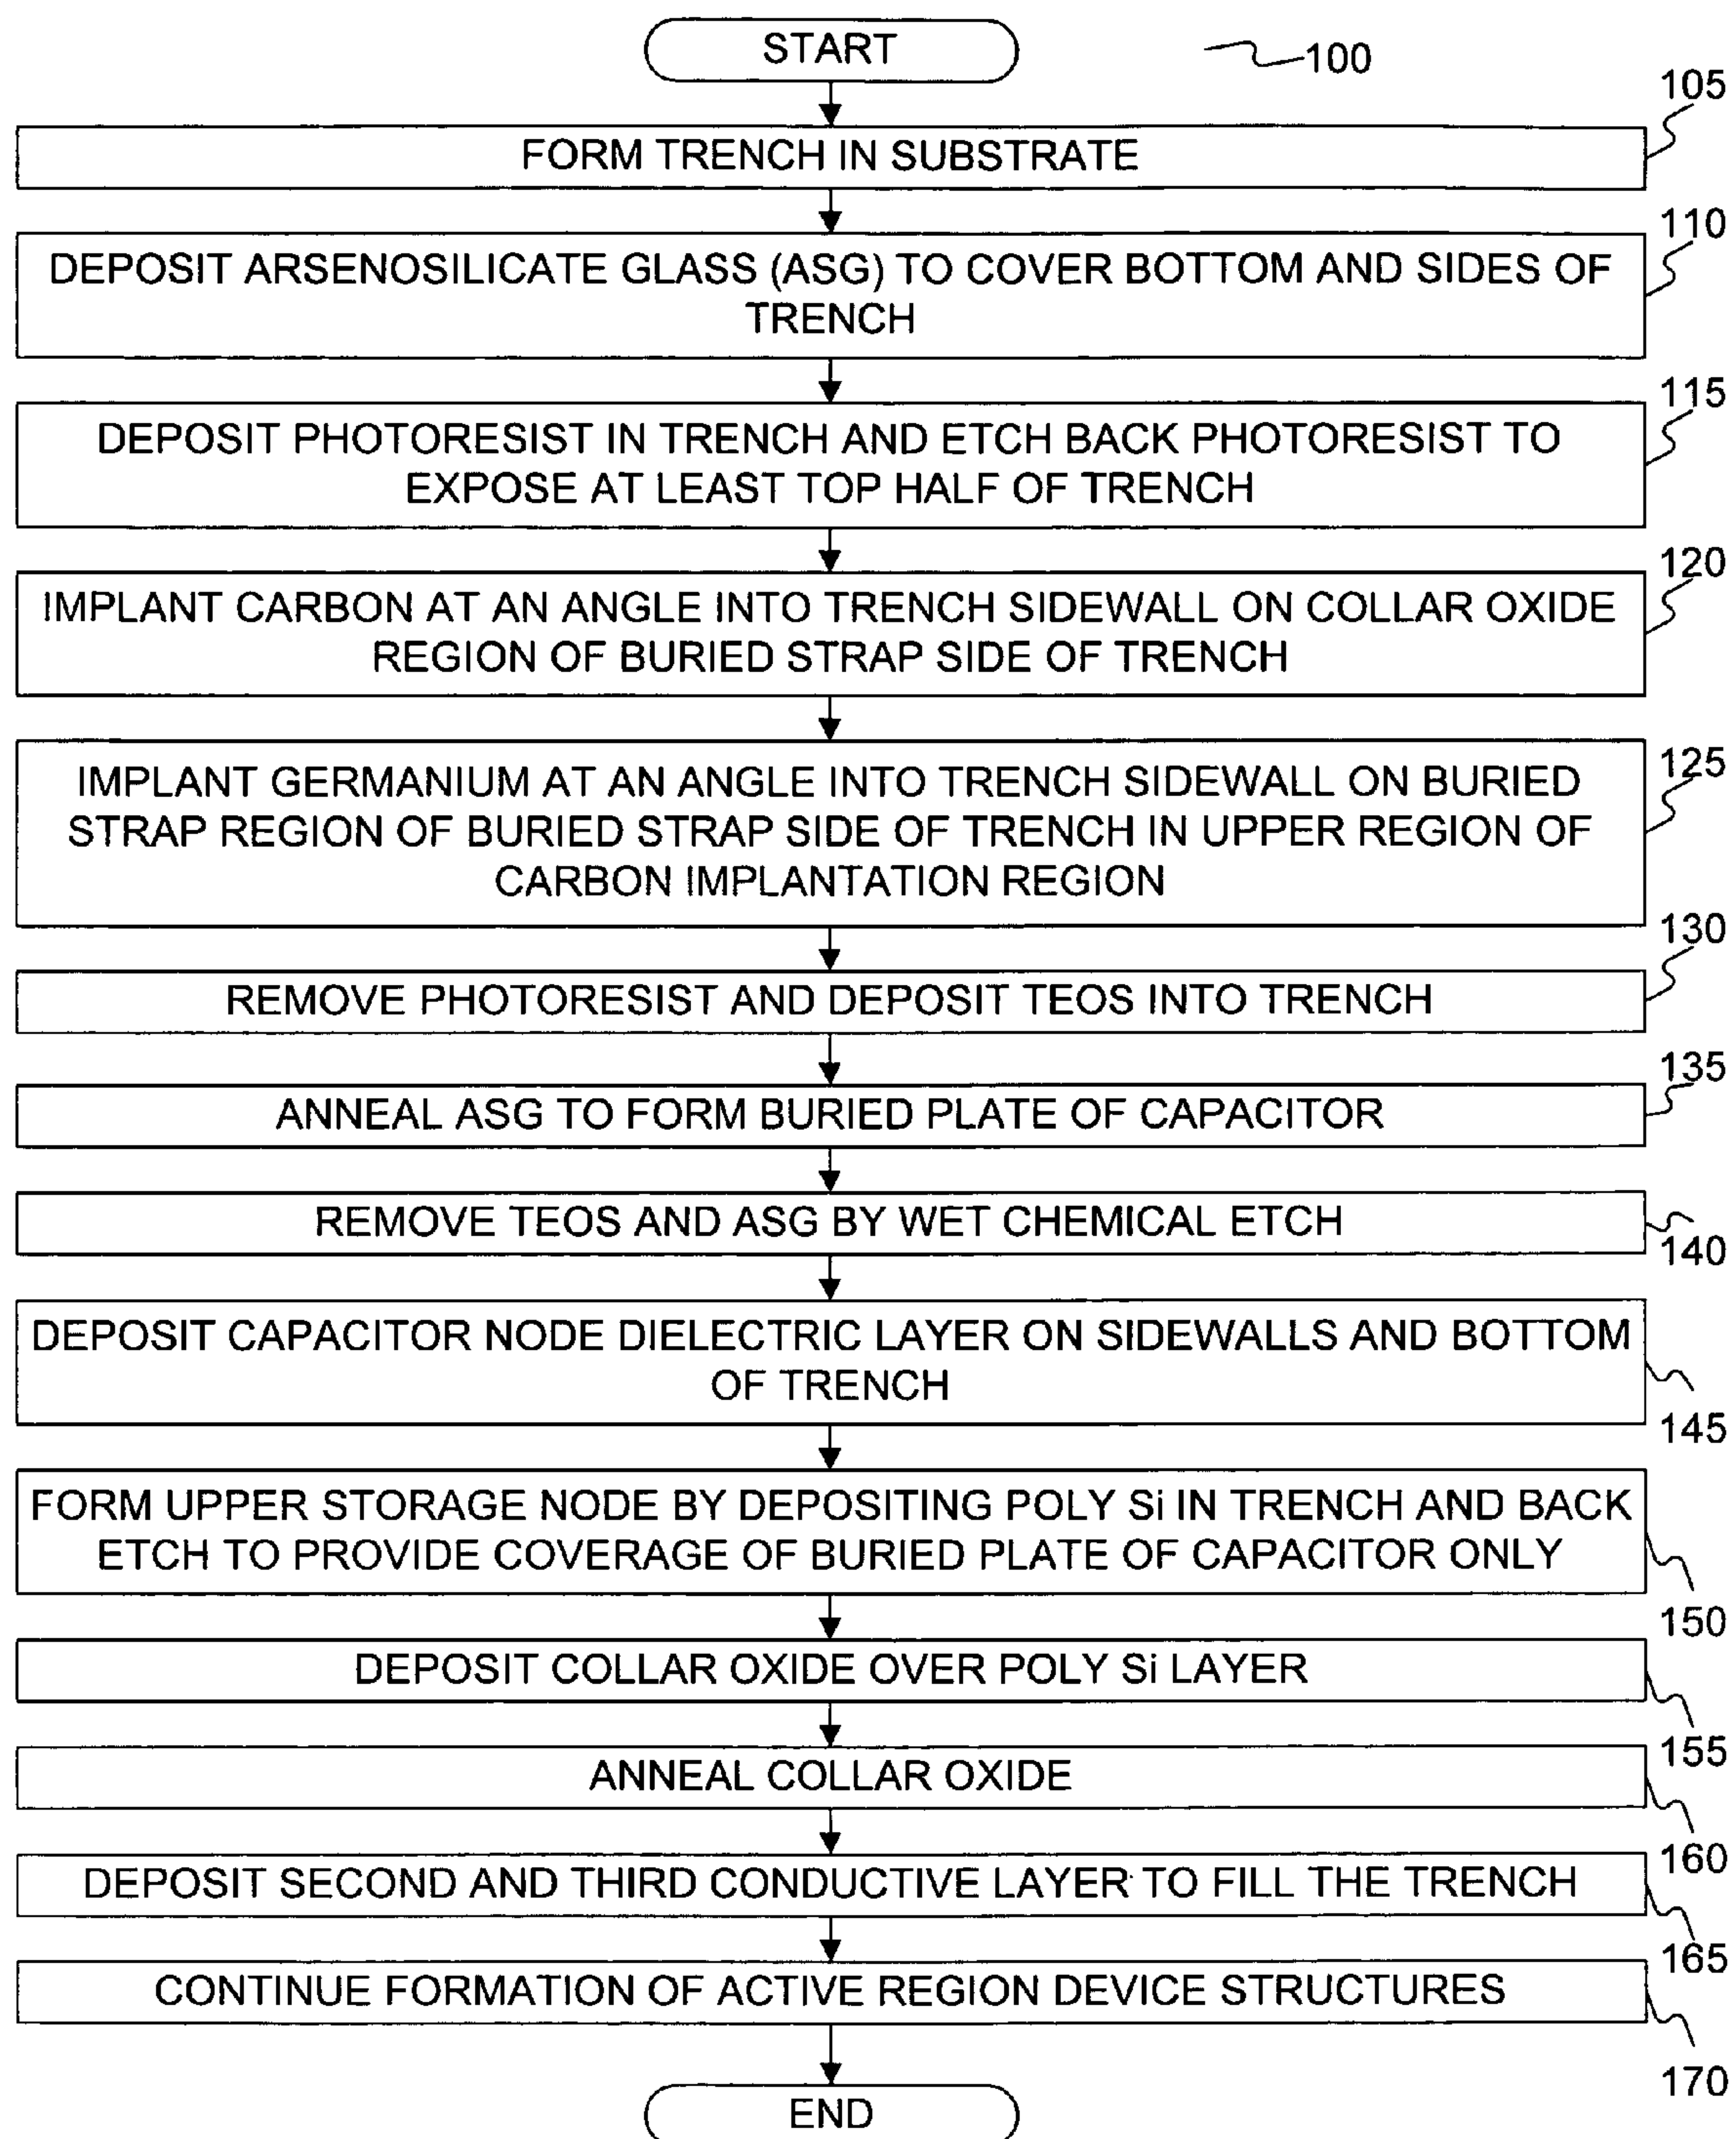 START
100
105
FORM TRENCH IN SUBSTRATE
110
DEPOSIT ARSENOSILICATE GLASS (ASG) TO COVER BOTTOM AND SIDES OF
TRENCH
115
DEPOSIT PHOTORESIST IN TRENCH AND ETCH BACK PHOTORESIST TO
EXPOSE AT LEAST TOP HALF OF TRENCH
120
IMPLANT CARBON AT AN ANGLE INTO TRENCH SIDEWALL ON COLLAR OXIDE
REGION OF BURIED STRAP SIDE OF TRENCH
125
IMPLANT GERMANIUM AT AN ANGLE INTO TRENCH SIDEWALL ON BURIED
STRAP REGION OF BURIED STRAP SIDE OF TRENCH IN UPPER REGION OF
CARBON IMPLANTATION REGION
130
REMOVE PHOTORESIST AND DEPOSIT TEOS INTO TRENCH
135
ANNEAL ASG TO FORM BURIED PLATE OF CAPACITOR
REMOVE TEOS AND ASG BY WET CHEMICAL ETCH
140
DEPOSIT CAPACITOR NODE DIELECTRIC LAYER ON SIDEWALLS AND BOTTOM
OF TRENCH
145
FORM UPPER STORAGE NODE BY DEPOSITING POLY Si IN TRENCH AND BACK
ETCH TO PROVIDE COVERAGE OF BURIED PLATE OF CAPACITOR ONLY
150
DEPOSIT COLLAR OXIDE OVER POLY Si LAYER
155
ANNEAL COLLAR OXIDE
160
DEPOSIT SECOND AND THIRD CONDUCTIVE LAYER TO FILL THE TRENCH
165
CONTINUE FORMATION OF ACTIVE REGION DEVICE STRUCTURES
170
END